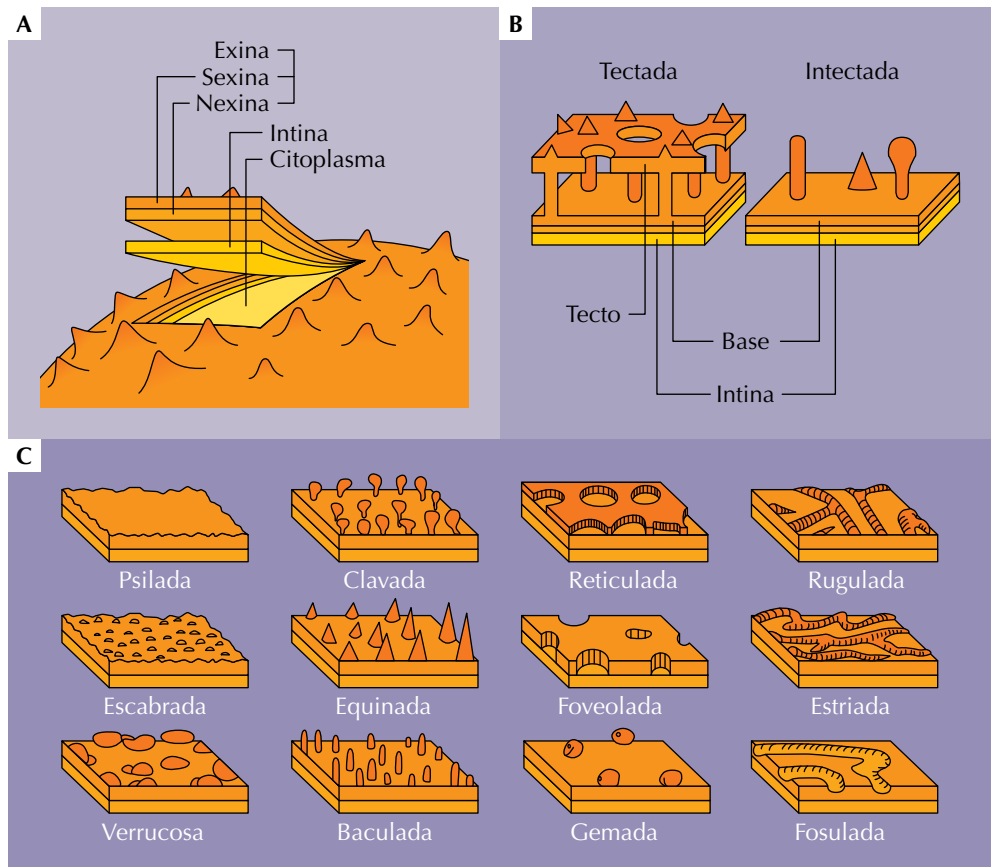 A
Exina
Sexina
Nexina
Intina
Citoplasma
B
Tectada
Intectada
Tecto
Base
Intina
C
Psilada
Clavada
Reticulada
Rugulada
Escabrada
Equinada
Foveolada
Estriada
Verrucosa
Baculada
Gemada
Fosulada